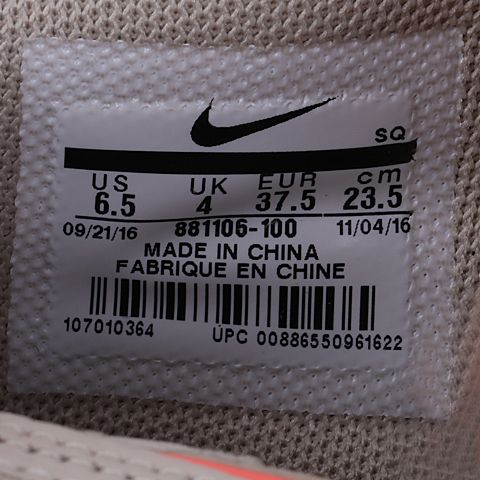 SQ
US UK EUR cm
6.5 4 37.5 23.5
09/21/16 881106-100 11/04/16
MADE IN CHINA
FABRIQUE EN CHINE
107010364 UPC 00886550961622